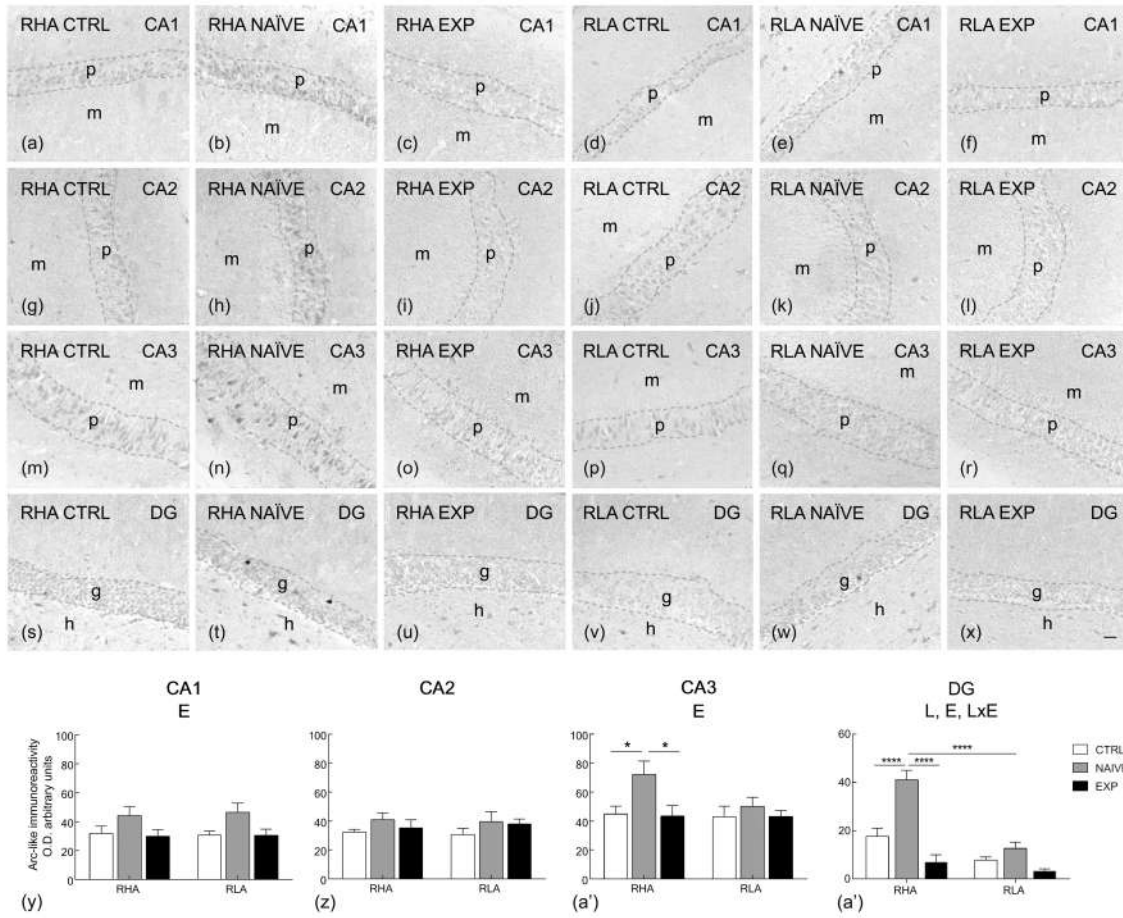 RHA CTRL CA1 RHA NAÏVE CA1 RHA EXP CA1 RLA CTRL CA1 RLA NAÏVE CA1 RLA EXP CA1
p p p p p p
m m m m m m
(a) (b) (c) (d) (e) (f)
RHA CTRL CA2 RHA NAÏVE CA2 RHA EXP CA2 RLA CTRL CA2 RLA NAÏVE CA2 RLA EXP CA2
m p m p m p m p m p m p
(g) (h) (i) (j) (k) (l)
RHA CTRL CA3 RHA NAÏVE CA3 RHA EXP CA3 RLA CTRL CA3 RLA NAÏVE CA3 RLA EXP CA3
m m m m m m
p p p p p p
(m) (n) (o) (p) (q) (r)
RHA CTRL DG RHA NAÏVE DG RHA EXP DG RLA CTRL DG RLA NAÏVE DG RLA EXP DG
g g g g g g
h h h h h h
(s) (t) (u) (v) (w) (x)
CA1 CA2 CA3 DG
E E L, E, LxE
Arc-like immunoreactivity
O.D. arbitrary units
100
80
60
40
20
0
RHA RLA
(y)
100
80
60
40
20
0
RHA RLA
(z)
100
80
60
40
20
0
* *
RHA RLA
(a')
60
40
20
0
****
**** ****
RHA RLA
(a')
CTRL
NAIVE
EXP